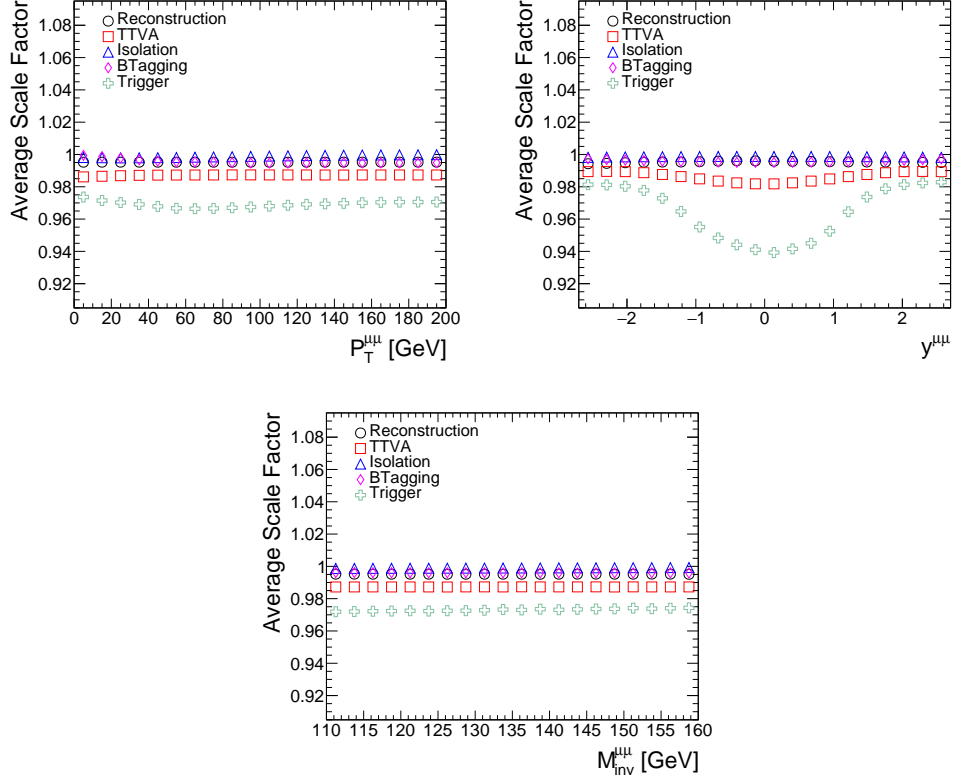 Average Scale Factor
1.08
1.06
1.04
1.02
1
0.98
0.96
0.94
0.92
Reconstruction
TTVA
Isolation
BTagging
Trigger
0 20 40 60 80 100 120 140 160 180 200
P_T^μμ [GeV]
Average Scale Factor
1.08
1.06
1.04
1.02
1
0.98
0.96
0.94
0.92
Reconstruction
TTVA
Isolation
BTagging
Trigger
−2 −1 0 1 2
y^μμ
Average Scale Factor
1.08
1.06
1.04
1.02
1
0.98
0.96
0.94
0.92
Reconstruction
TTVA
Isolation
BTagging
Trigger
110 115 120 125 130 135 140 145 150 155 160
M_inv^μμ [GeV]